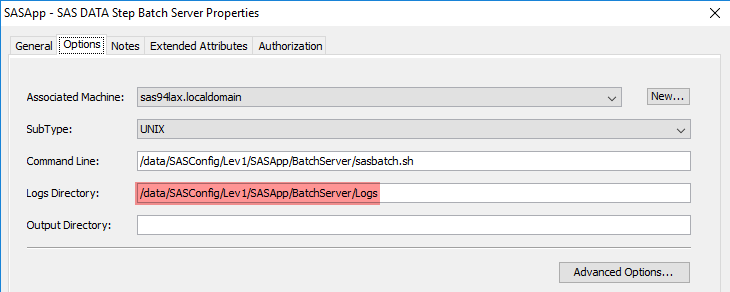 SASApp - SAS DATA Step Batch Server Properties
General Options Notes Extended Attributes Authorization
Associated Machine: sas94lax.localdomain New...
SubType: UNIX
Command Line: /data/SASConfig/Lev1/SASApp/BatchServer/sasbatch.sh
Logs Directory: /data/SASConfig/Lev1/SASApp/BatchServer/Logs
Output Directory:
Advanced Options...